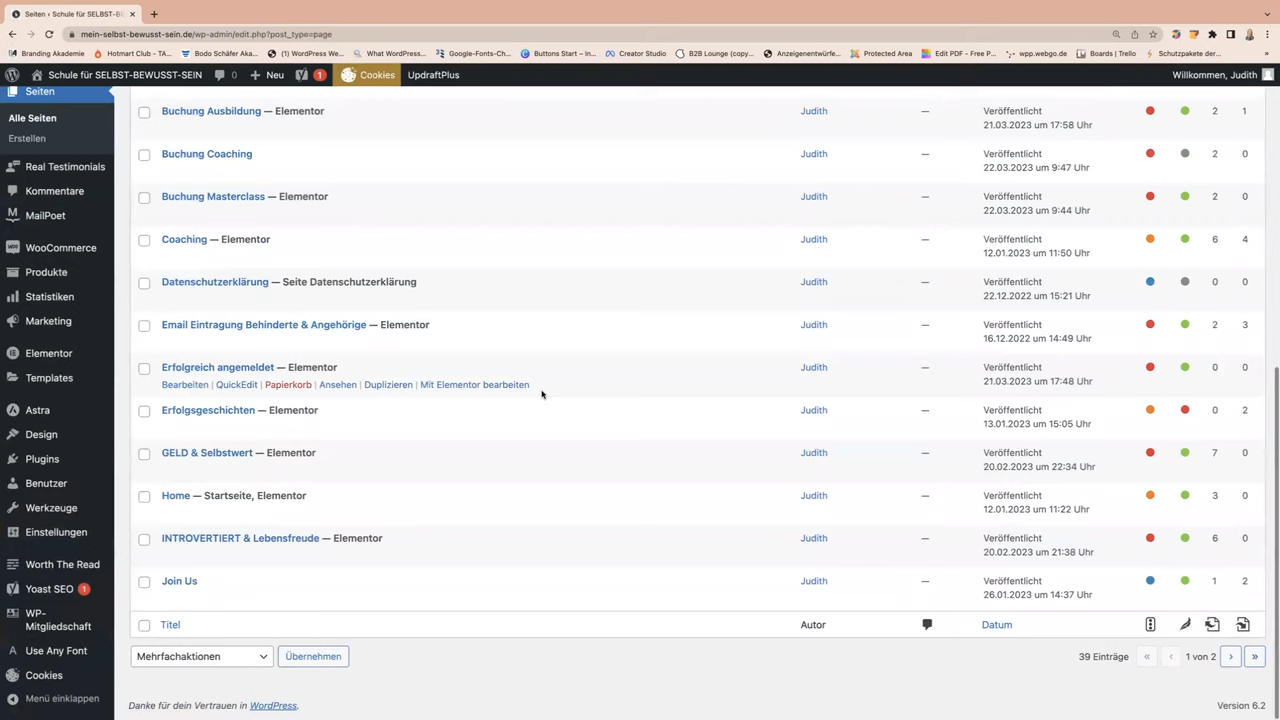 Seiten ‹ Schule für SELBST-BE
mein-selbst-bewusst-sein.de/wp-admin/edit.php?post_type=page
Branding Akademie
Hotmart Club - TA...
Bodo Schäfer Aka...
(1) WordPress We...
What WordPress...
Google-Fonts-Ch...
Buttons Start – In...
Creator Studio
B2B Lounge (copy...
Anzeigenentwürfe...
Protected Area
Edit PDF - Free P...
wpp.webgo.de
Boards | Trello
Schutzpakete der...
Schule für SELBST-BEWUSST-SEIN
0
+ Neu
1
Cookies
UpdraftPlus
Willkommen, Judith
Seiten
Alle Seiten
Erstellen
Real Testimonials
Kommentare
MailPoet
WooCommerce
Produkte
Statistiken
Marketing
Elementor
Templates
Astra
Design
Plugins
Benutzer
Werkzeuge
Einstellungen
Worth The Read
Yoast SEO 1
WP-
Mitgliedschaft
Use Any Font
Cookies
Menü einklappen
Buchung Ausbildung — Elementor Judith — Veröffentlicht 2 1
21.03.2023 um 17:58 Uhr
Buchung Coaching Judith — Veröffentlicht 2 0
22.03.2023 um 9:47 Uhr
Buchung Masterclass — Elementor Judith — Veröffentlicht 2 0
22.03.2023 um 9:44 Uhr
Coaching — Elementor Judith — Veröffentlicht 6 4
12.01.2023 um 11:50 Uhr
Datenschutzerklärung — Seite Datenschutzerklärung Judith — Veröffentlicht 0 0
22.12.2022 um 15:21 Uhr
Email Eintragung Behinderte & Angehörige — Elementor Judith — Veröffentlicht 2 3
16.12.2022 um 14:49 Uhr
Erfolgreich angemeldet — Elementor Judith — Veröffentlicht 0 0
Bearbeiten | QuickEdit | Papierkorb | Ansehen | Duplizieren | Mit Elementor bearbeiten 21.03.2023 um 17:48 Uhr
Erfolgsgeschichten — Elementor Judith — Veröffentlicht 0 2
13.01.2023 um 15:05 Uhr
GELD & Selbstwert — Elementor Judith — Veröffentlicht 7 0
20.02.2023 um 22:34 Uhr
Home — Startseite, Elementor Judith — Veröffentlicht 3 0
12.01.2023 um 11:22 Uhr
INTROVERTIERT & Lebensfreude — Elementor Judith — Veröffentlicht 6 0
20.02.2023 um 21:38 Uhr
Join Us Judith — Veröffentlicht 1 2
26.01.2023 um 14:37 Uhr
Titel Autor Datum
Mehrfachaktionen Übernehmen 39 Einträge « ‹ 1 von 2 › »
Danke für dein Vertrauen in WordPress. Version 6.2